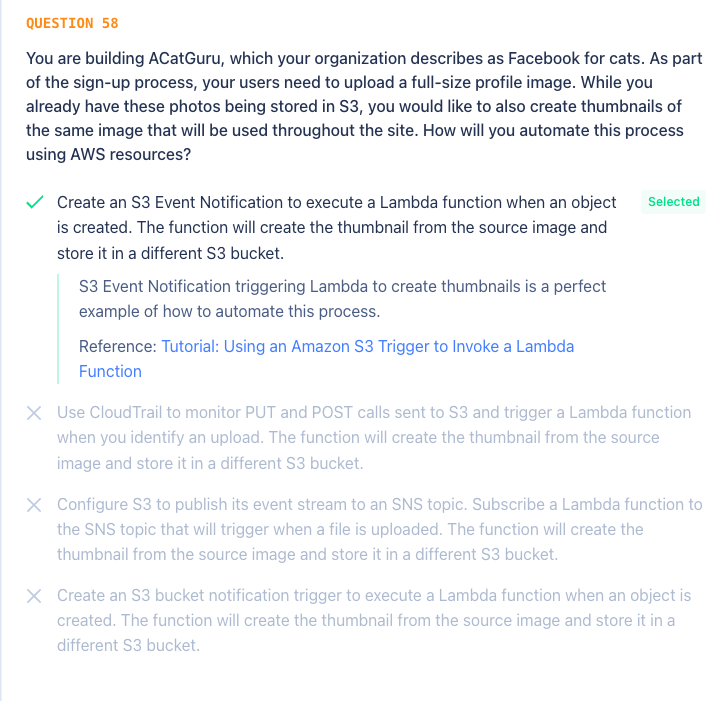 QUESTION 58
You are building ACatGuru, which your organization describes as Facebook for cats. As part
of the sign-up process, your users need to upload a full-size profile image. While you
already have these photos being stored in S3, you would like to also create thumbnails of
the same image that will be used throughout the site. How will you automate this process
using AWS resources?
Create an S3 Event Notification to execute a Lambda function when an object
Selected
is created. The function will create the thumbnail from the source image and
store it in a different S3 bucket.
S3 Event Notification triggering Lambda to create thumbnails is a perfect
example of how to automate this process.
Reference: Tutorial: Using an Amazon S3 Trigger to Invoke a Lambda
Function
Use CloudTrail to monitor PUT and POST calls sent to S3 and trigger a Lambda function
when you identify an upload. The function will create the thumbnail from the source
image and store it in a different S3 bucket.
Configure S3 to publish its event stream to an SNS topic. Subscribe a Lambda function to
the SNS topic that will trigger when a file is uploaded. The function will create the
thumbnail from the source image and store it in a different S3 bucket.
Create an S3 bucket notification trigger to execute a Lambda function when an object is
created. The function will create the thumbnail from the source image and store it in a
different S3 bucket.